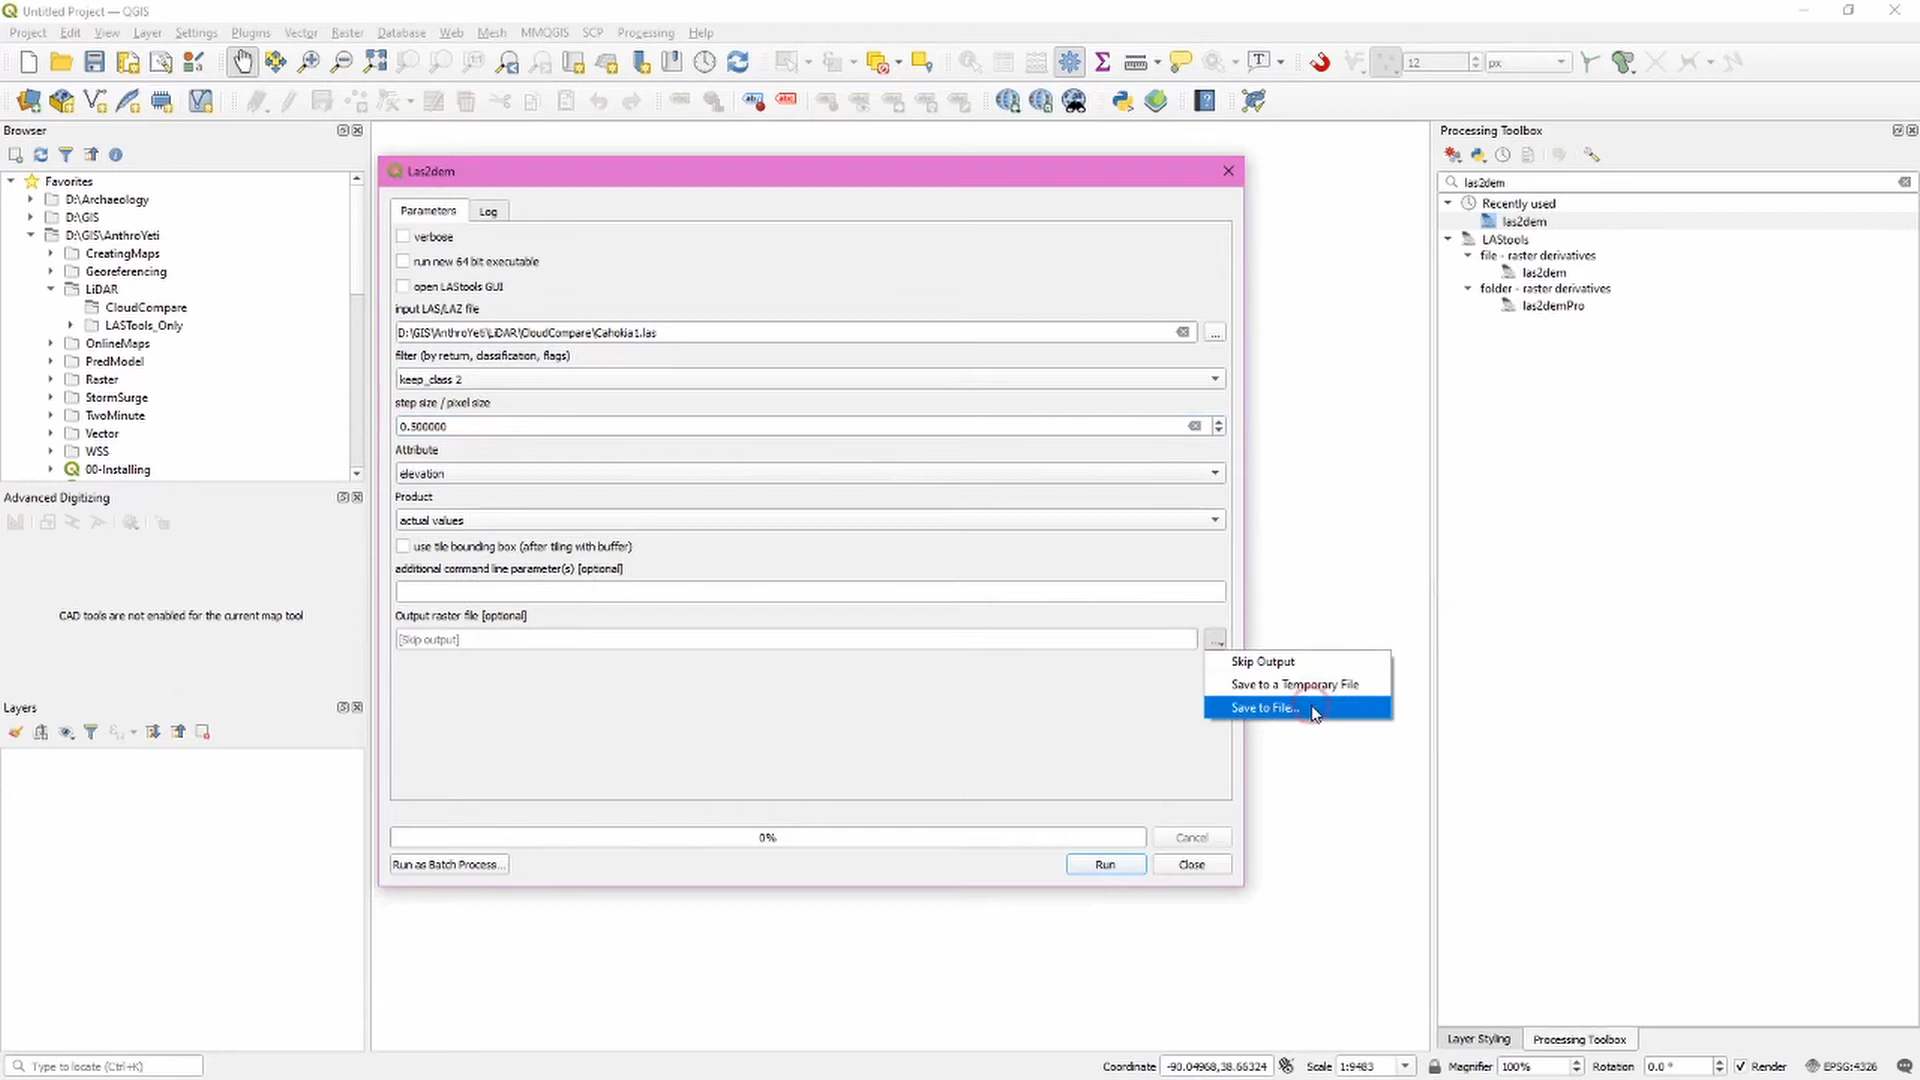 Untitled Project — QGIS
Project Edit View Layer Settings Plugins Vector Raster Database Web Mesh MMQGIS SCP Processing Help
12 px
Browser
Favorites
D:\Archaeology
D:\GIS
D:\GIS\AnthroYeti
CreatingMaps
Georeferencing
LiDAR
CloudCompare
LASTools_Only
OnlineMaps
PredModel
Raster
StormSurge
TwoMinute
Vector
WSS
00-Installing
Advanced Digitizing
CAD tools are not enabled for the current map tool
Layers
Type to locate (Ctrl+K)
Las2dem
Parameters Log
verbose
run new 64 bit executable
open LAStools GUI
input LAS/LAZ file
D:\GIS\AnthroYeti\LiDAR\CloudCompare\Cahokia1.las
...
filter (by return, classification, flags)
keep_class 2
step size / pixel size
0.500000
Attribute
elevation
Product
actual values
use tile bounding box (after tiling with buffer)
additional command line parameter(s) [optional]
Output raster file [optional]
[Skip output]
...
Skip Output
Save to a Temporary File
Save to File...
0%
Cancel
Run as Batch Process...
Run
Close
Processing Toolbox
las2dem
Recently used
las2dem
LAStools
file - raster derivatives
las2dem
folder - raster derivatives
las2demPro
Layer Styling Processing Toolbox
Coordinate -90.04968,38.65324 Scale 1:9483 Magnifier 100% Rotation 0.0 ° Render EPSG:4326